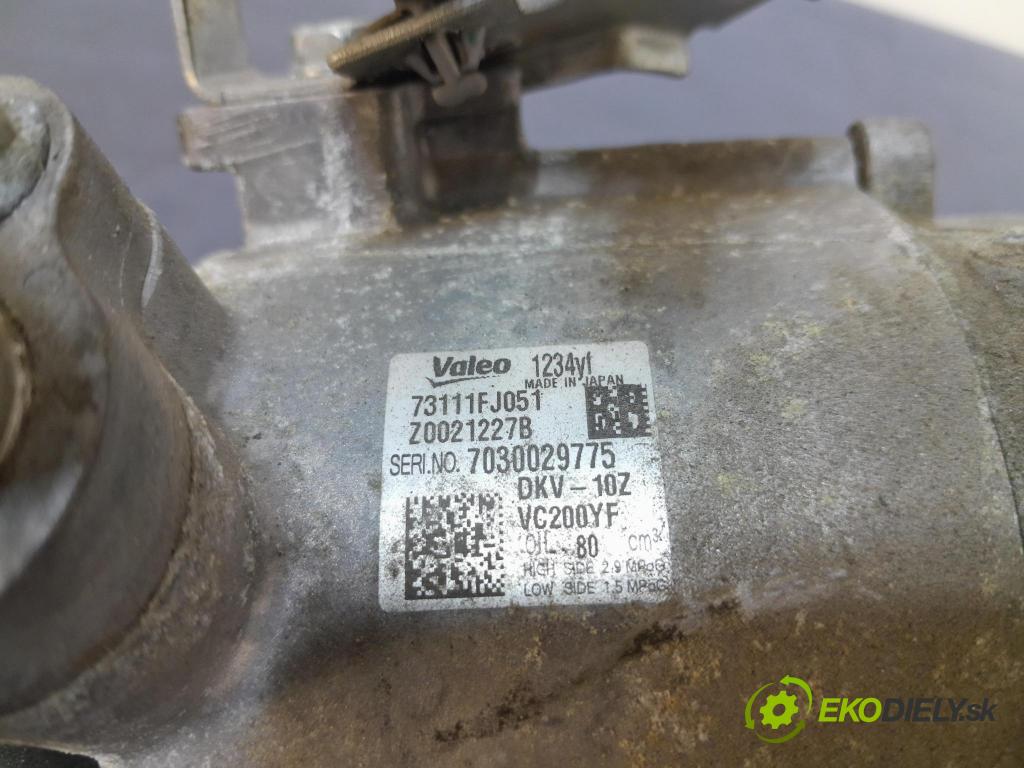 Valeo 1234yf
MADE IN JAPAN
73111FJ051
Z0021227B
SERI.NO. 7030029775
DKV-10Z
VC200YF
OIL 80 cm³
HIGH SIDE 2.9 MPaG
LOW SIDE 1.5 MPaG
EKODIELY.sk